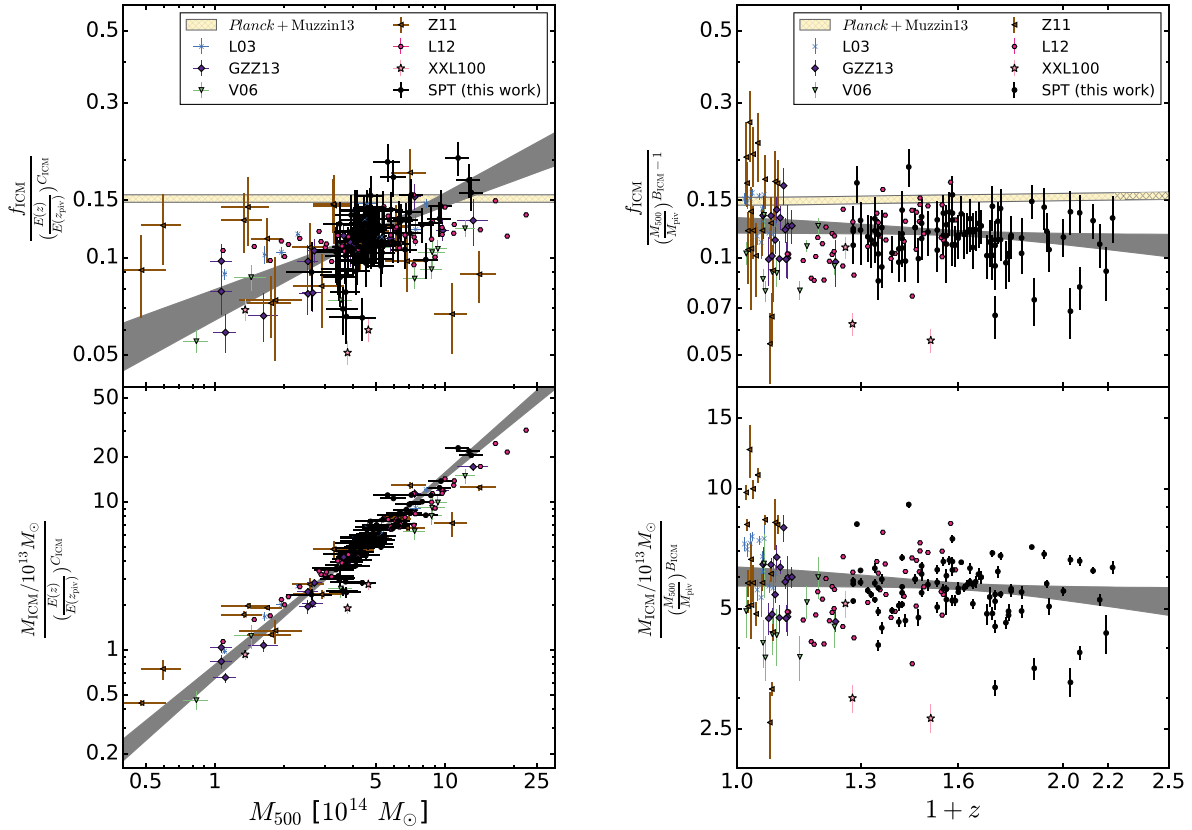 Planck + Muzzin13
L03
GZZ13
V06
Z11
L12
XXL100
SPT (this work)
0.5
0.3
0.15
0.1
0.07
0.05
f_ICM / (E(z)/E(z_piv))^C_ICM
50
20
10
5
2
1
0.5
0.2
M_ICM/10^13 M_⊙ / (E(z)/E(z_piv))^C_ICM
0.5 1 5 10 25
M_500 [10^14 M_⊙]
Planck + Muzzin13
L03
GZZ13
V06
Z11
L12
XXL100
SPT (this work)
0.5
0.3
0.15
0.1
0.07
0.05
f_ICM / (M_500/M_piv)^B_ICM−1
15
10
5
2.5
M_ICM/10^13 M_⊙ / (M_500/M_piv)^B_ICM
1.0 1.3 1.6 2.0 2.2 2.5
1 + z